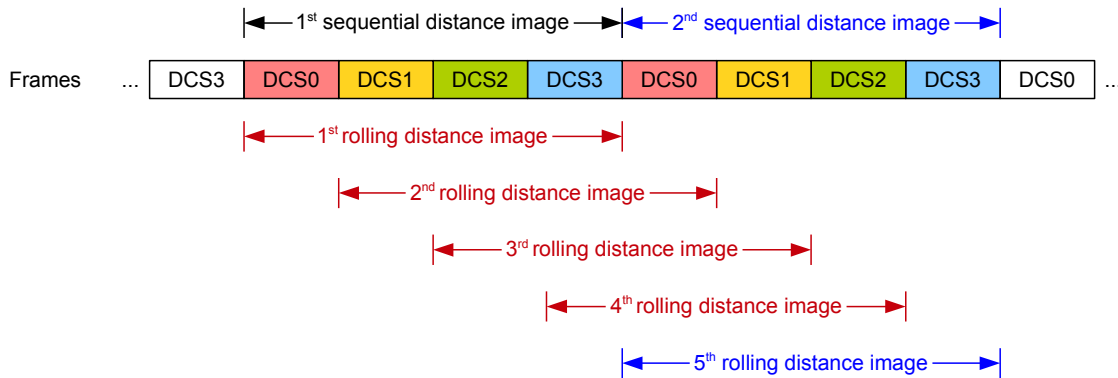 1st sequential distance image 2nd sequential distance image
Frames ... DCS3 DCS0 DCS1 DCS2 DCS3 DCS0 DCS1 DCS2 DCS3 DCS0 ...
1st rolling distance image
2nd rolling distance image
3rd rolling distance image
4th rolling distance image
5th rolling distance image